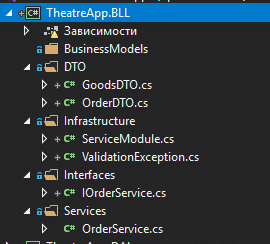 TheatreApp.BLL
Зависимости
BusinessModels
DTO
GoodsDTO.cs
OrderDTO.cs
Infrastructure
ServiceModule.cs
ValidationException.cs
Interfaces
IOrderService.cs
Services
OrderService.cs